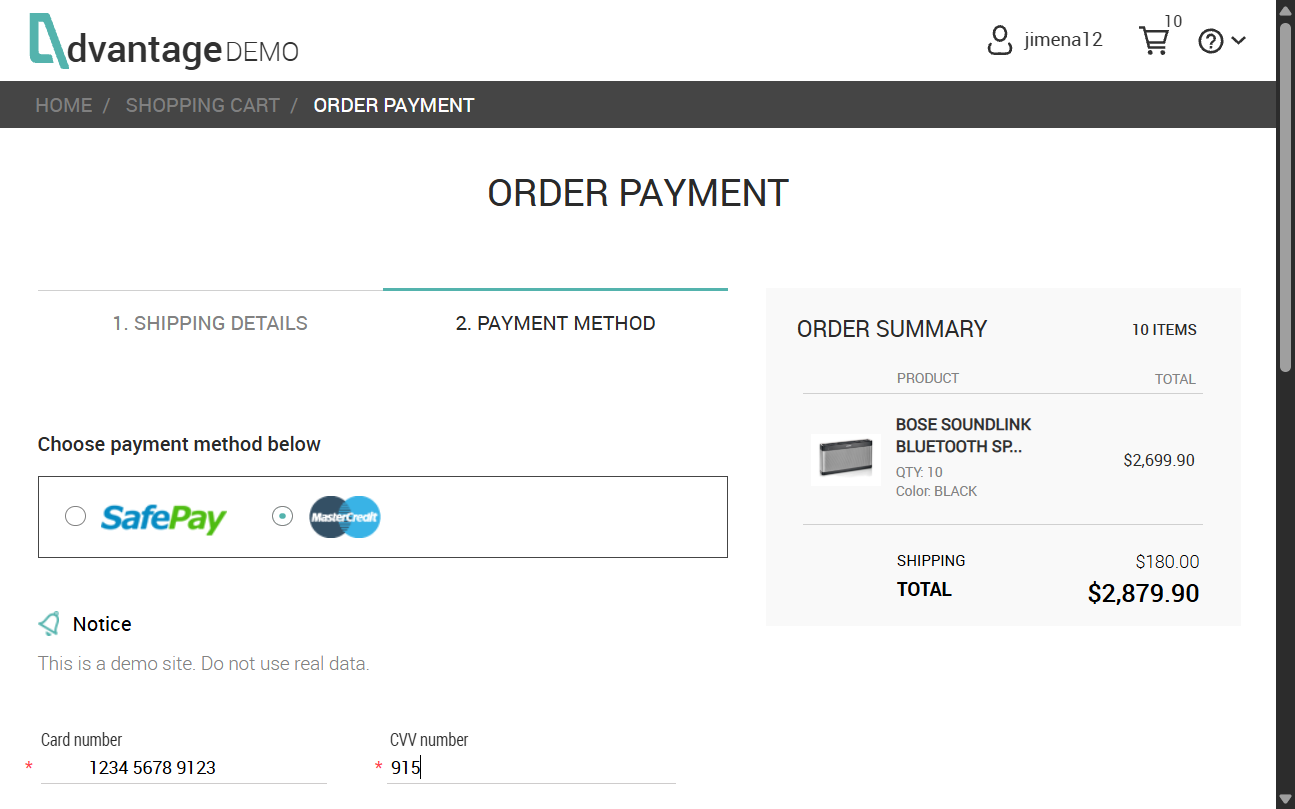 dvantage DEMO
jimena12
10
HOME / SHOPPING CART / ORDER PAYMENT
ORDER PAYMENT
1. SHIPPING DETAILS
2. PAYMENT METHOD
Choose payment method below
SafePay
MasterCredit
Notice
This is a demo site. Do not use real data.
Card number
* 1234 5678 9123
CVV number
* 915
ORDER SUMMARY
10 ITEMS
PRODUCT
TOTAL
BOSE SOUNDLINK
BLUETOOTH SP...
QTY: 10
Color: BLACK
$2,699.90
SHIPPING
$180.00
TOTAL
$2,879.90